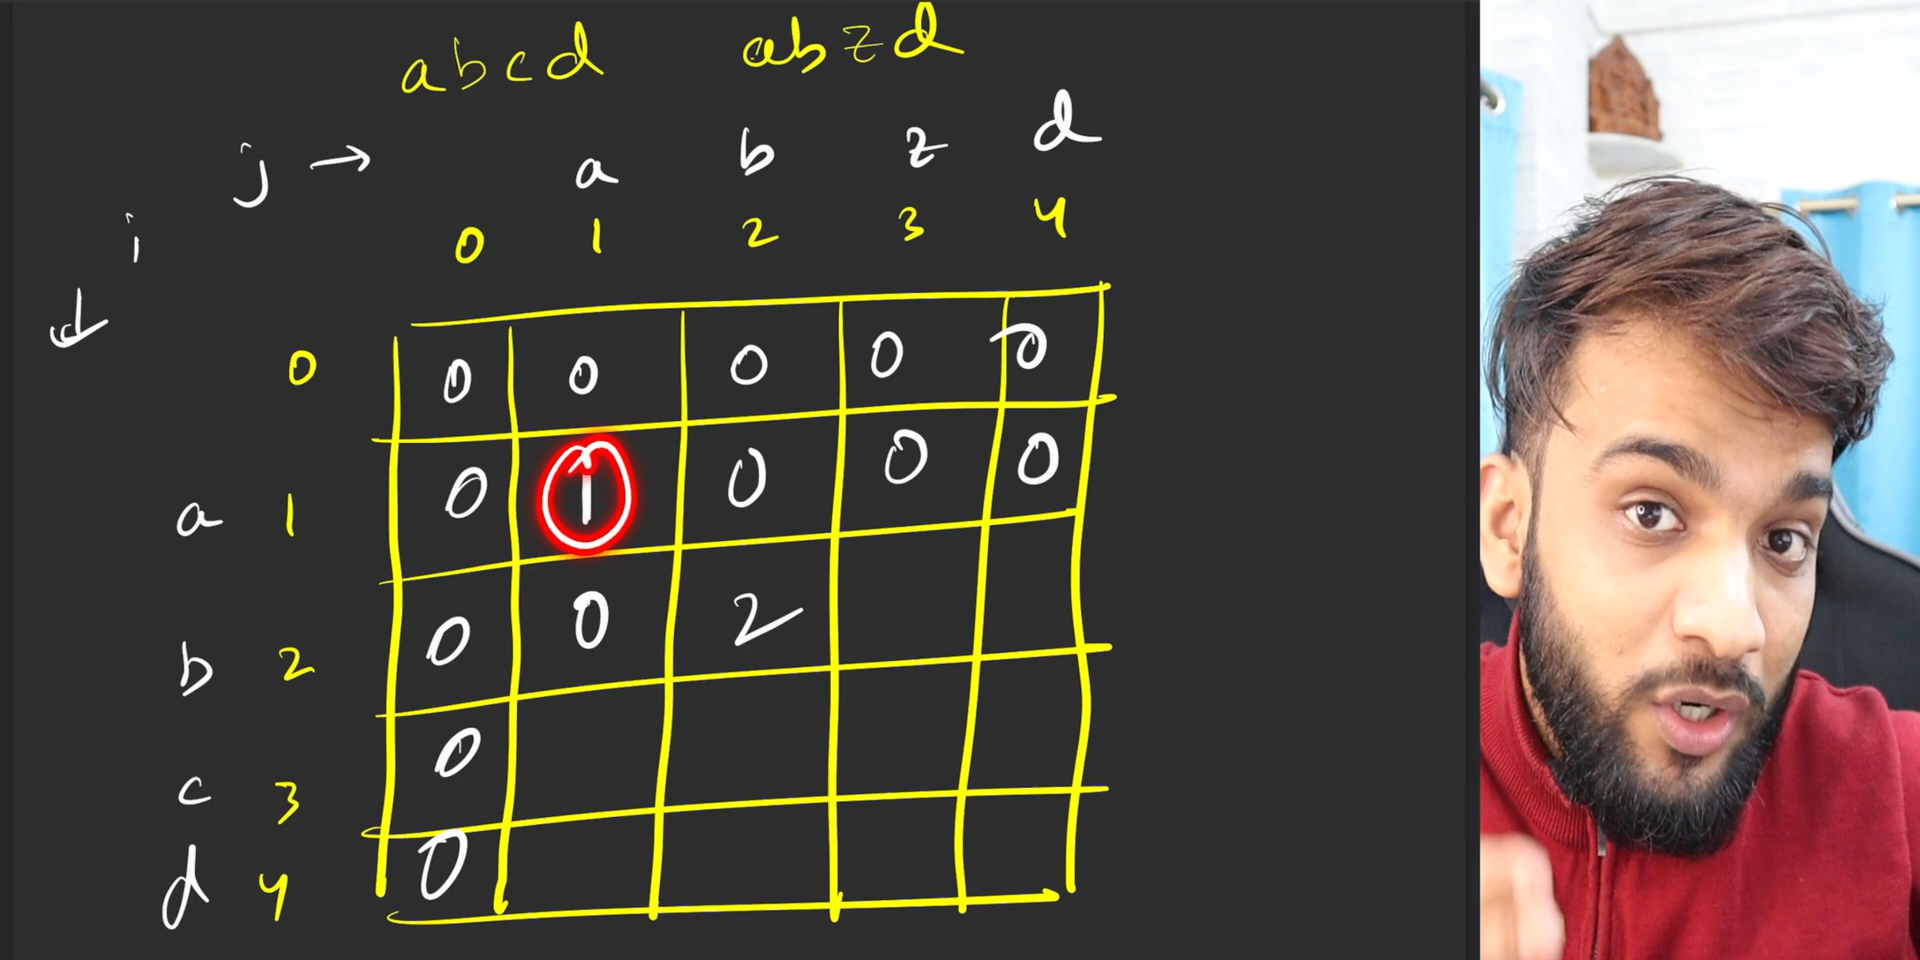 abcd abzd
j → a b z d
i 0 1 2 3 4
0 0 0 0 0 0
a 1 0 1 0 0 0
b 2 0 0 2
c 3 0
d 4 0